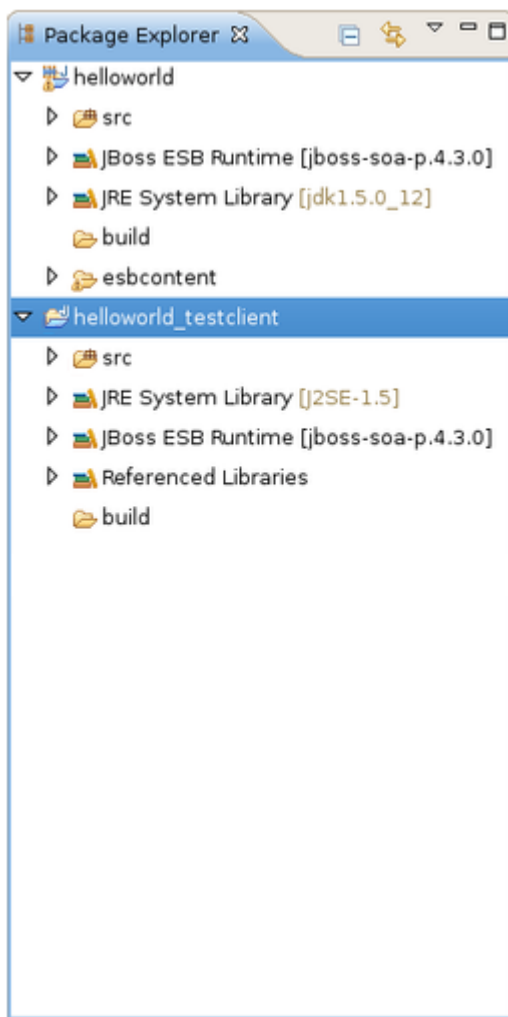 Package Explorer
helloworld
src
JBoss ESB Runtime [jboss-soa-p.4.3.0]
JRE System Library [jdk1.5.0_12]
build
esbcontent
helloworld_testclient
src
JRE System Library [J2SE-1.5]
JBoss ESB Runtime [jboss-soa-p.4.3.0]
Referenced Libraries
build